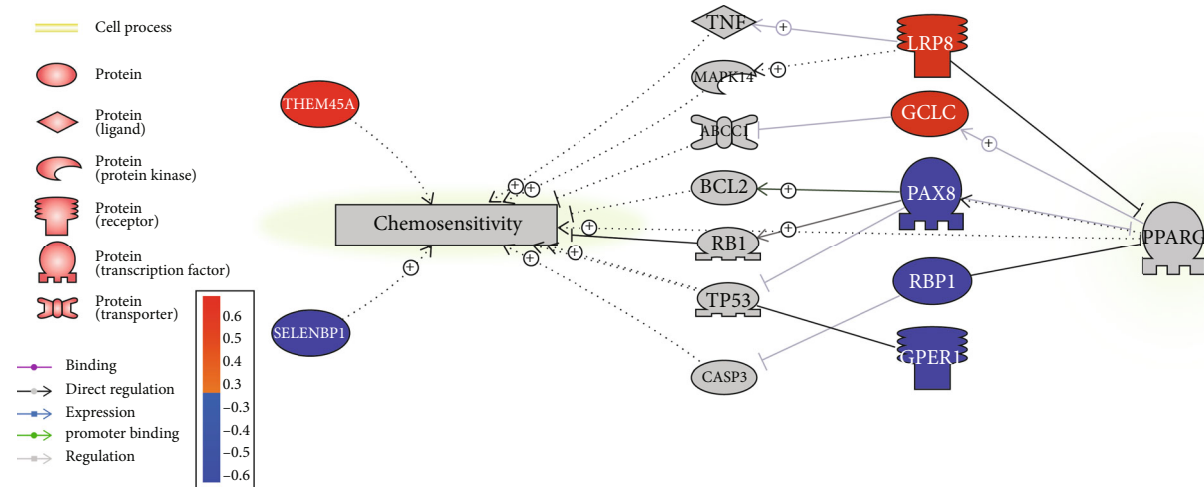 Cell process
Protein
Protein
(ligand)
Protein
(protein kinase)
Protein
(receptor)
Protein
(transcription factor)
Protein
(transporter)
Binding
Direct regulation
Expression
promoter binding
Regulation
0.6
0.5
0.4
0.3
–0.3
–0.4
–0.5
–0.6
THEM45A
SELENBP1
Chemosensitivity
+
+
+
+
+
+
TNF
MAPK14
ABCC1
BCL2
RB1
TP53
CASP3
+
+
+
+
+
LRP8
GCLC
PAX8
RBP1
GPER1
PPARG